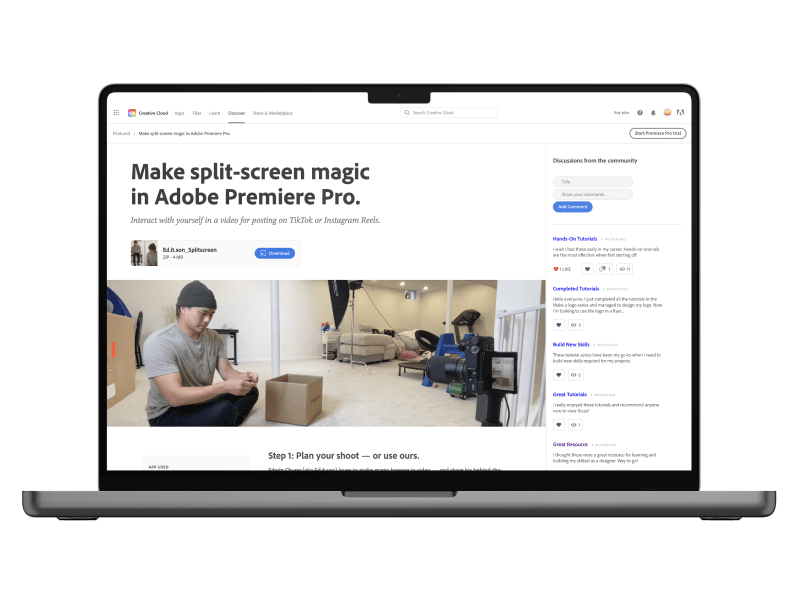 Creative Cloud Apps Files Learn Discover Stock & Marketplace
Search Creative Cloud
Buy plan
Featured > Make split-screen magic in Adobe Premiere Pro.
Start Premiere Pro trial
Make split-screen magic
in Adobe Premiere Pro.
Interact with yourself in a video for posting on TikTok or Instagram Reels.
Ed.it.son_Splitscreen
ZIP - 4 MB
Download
Step 1: Plan your shoot — or use ours.
APP USED
Discussions from the community
Title
Share your comments...
Add Comment
Hands-On Tutorials
I wish I had these early in my career. Hands-on tutorials
are the most effective when first starting off
1 LIKE
1
11
Completed Tutorials
Hello everyone, I just completed all the tutorials in the
Make a logo series and managed to design my logo. Now
I'm looking to use the logo in a flyer...
3
Build New Skills
These tutorial series have been my go-to when I need to
build new skills required for my projects.
6
Great Tutorials
I really enjoyed these tutorials and recommend anyone
new to view these!
1
Great Resource
I thought these were a great resource for learning and
building my skillset as a designer. Way to go!